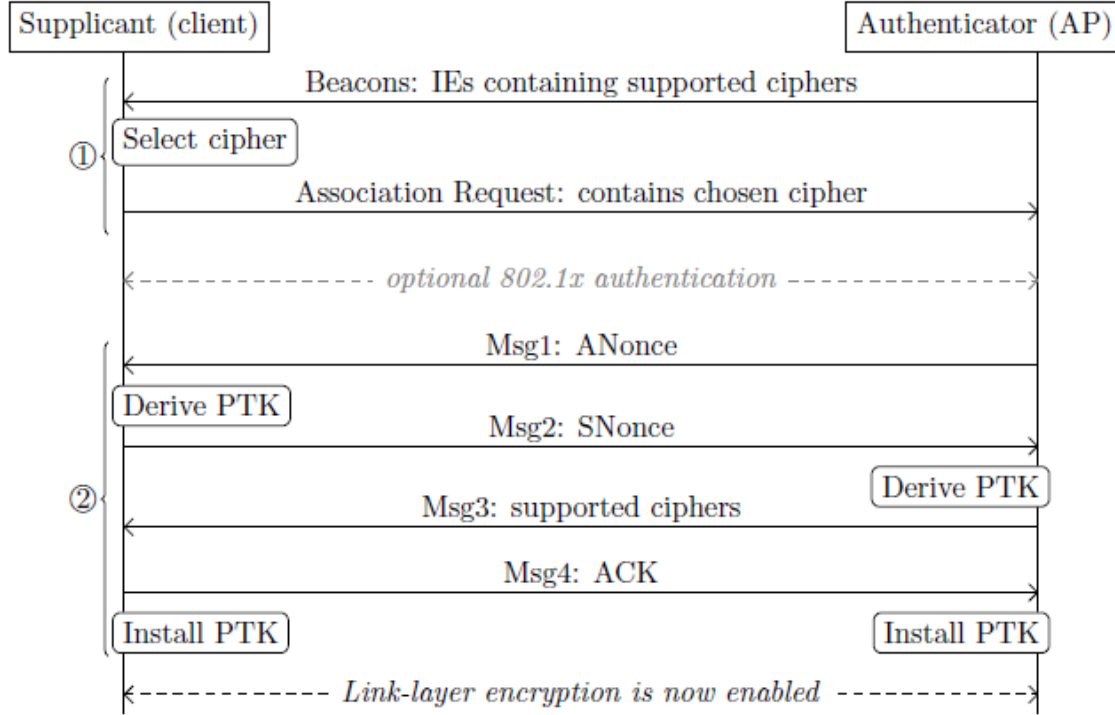 Supplicant (client)
Authenticator (AP)
Beacons: IEs containing supported ciphers
Select cipher
①
Association Request: contains chosen cipher
optional 802.1x authentication
Msg1: ANonce
Derive PTK
Msg2: SNonce
②
Derive PTK
Msg3: supported ciphers
Msg4: ACK
Install PTK
Install PTK
Link-layer encryption is now enabled